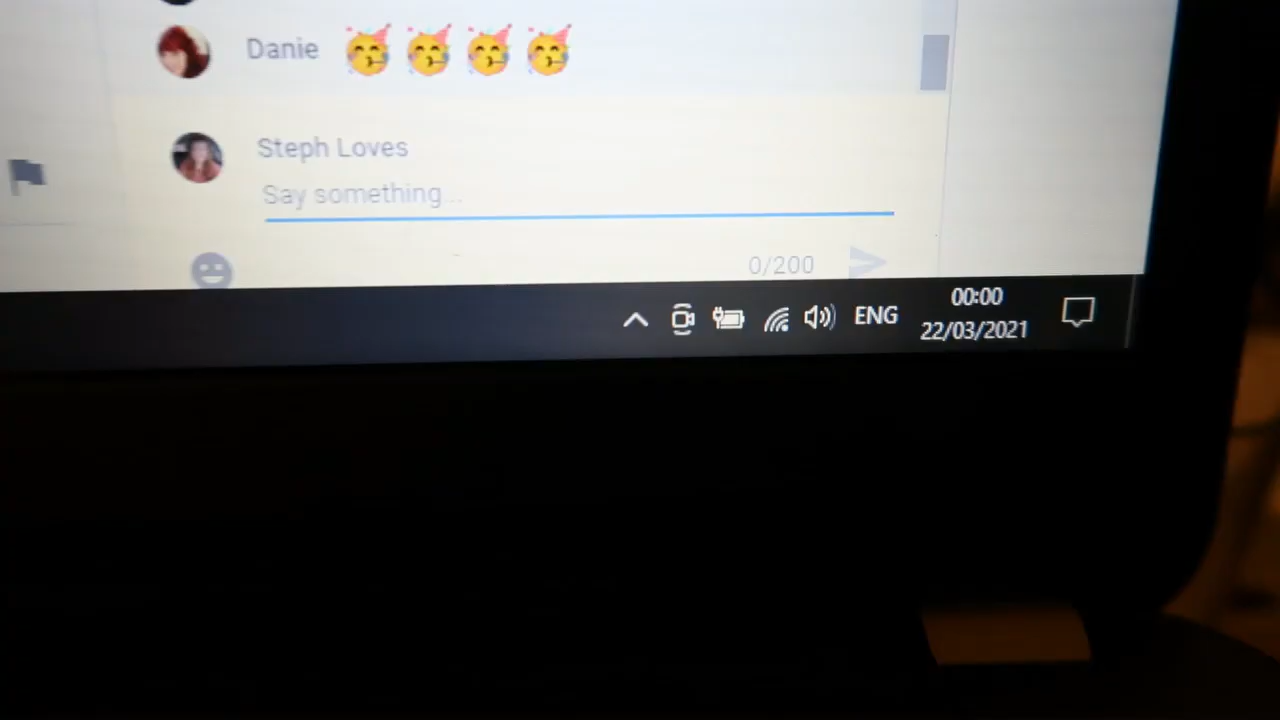 Danie 🥳🥳🥳🥳
Steph Loves
Say something...
0/200
ENG
00:00
22/03/2021